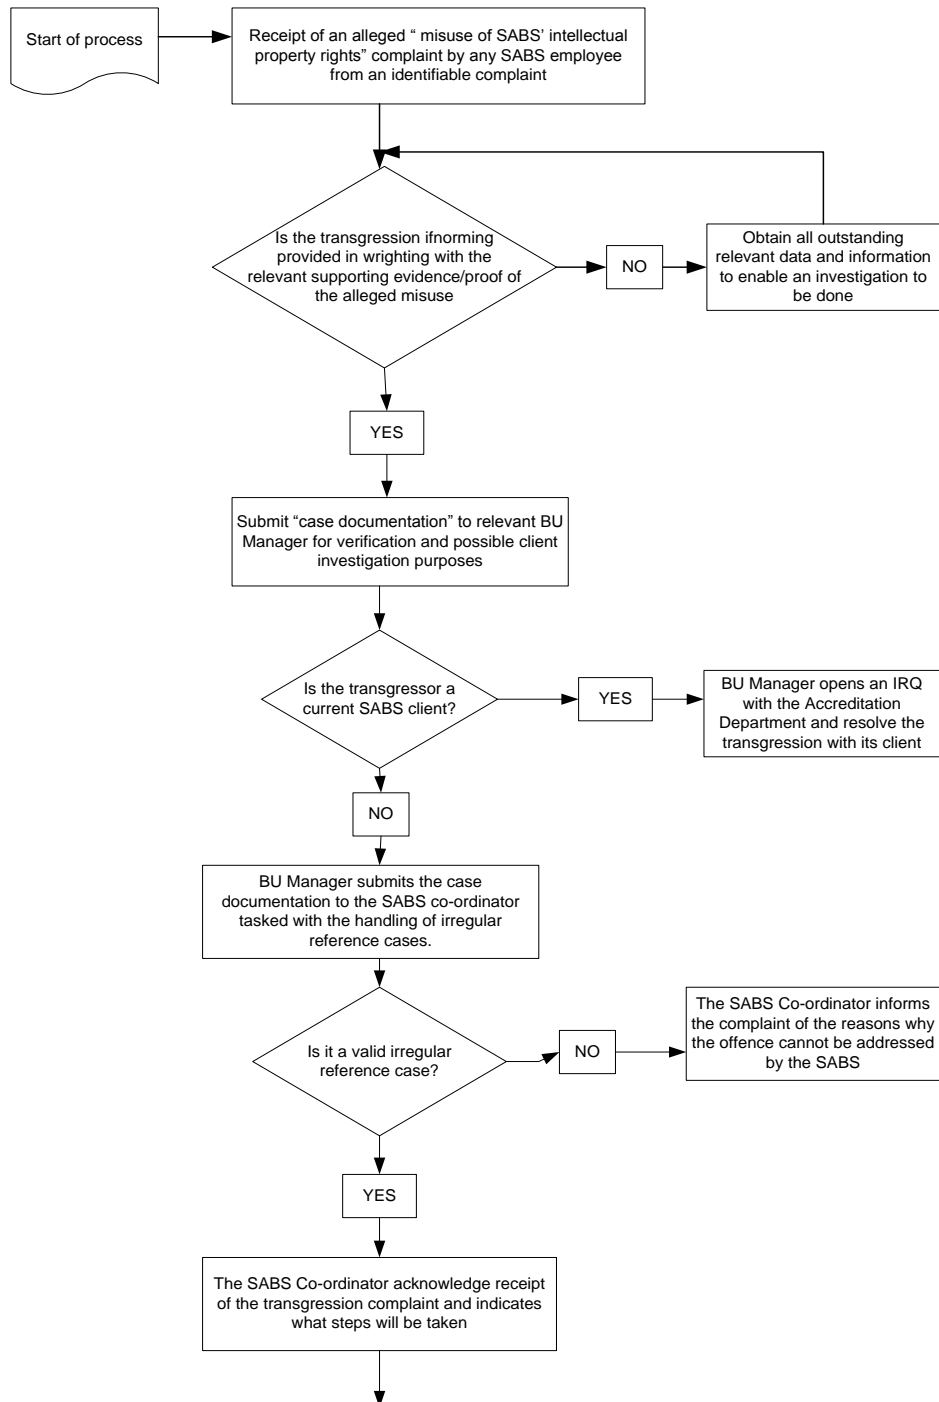 Start of process
Receipt of an alleged “ misuse of SABS’ intellectual
property rights” complaint by any SABS employee
from an identifiable complaint
Is the transgression ifnorming
provided in wrighting with the
relevant supporting evidence/proof of
the alleged misuse
NO
Obtain all outstanding
relevant data and information
to enable an investigation to
be done
YES
Submit “case documentation” to relevant BU
Manager for verification and possible client
investigation purposes
Is the transgressor a
current SABS client?
YES
BU Manager opens an IRQ
with the Accreditation
Department and resolve the
transgression with its client
NO
BU Manager submits the case
documentation to the SABS co-ordinator
tasked with the handling of irregular
reference cases.
Is it a valid irregular
reference case?
NO
The SABS Co-ordinator informs
the complaint of the reasons why
the offence cannot be addressed
by the SABS
YES
The SABS Co-ordinator acknowledge receipt
of the transgression complaint and indicates
what steps will be taken